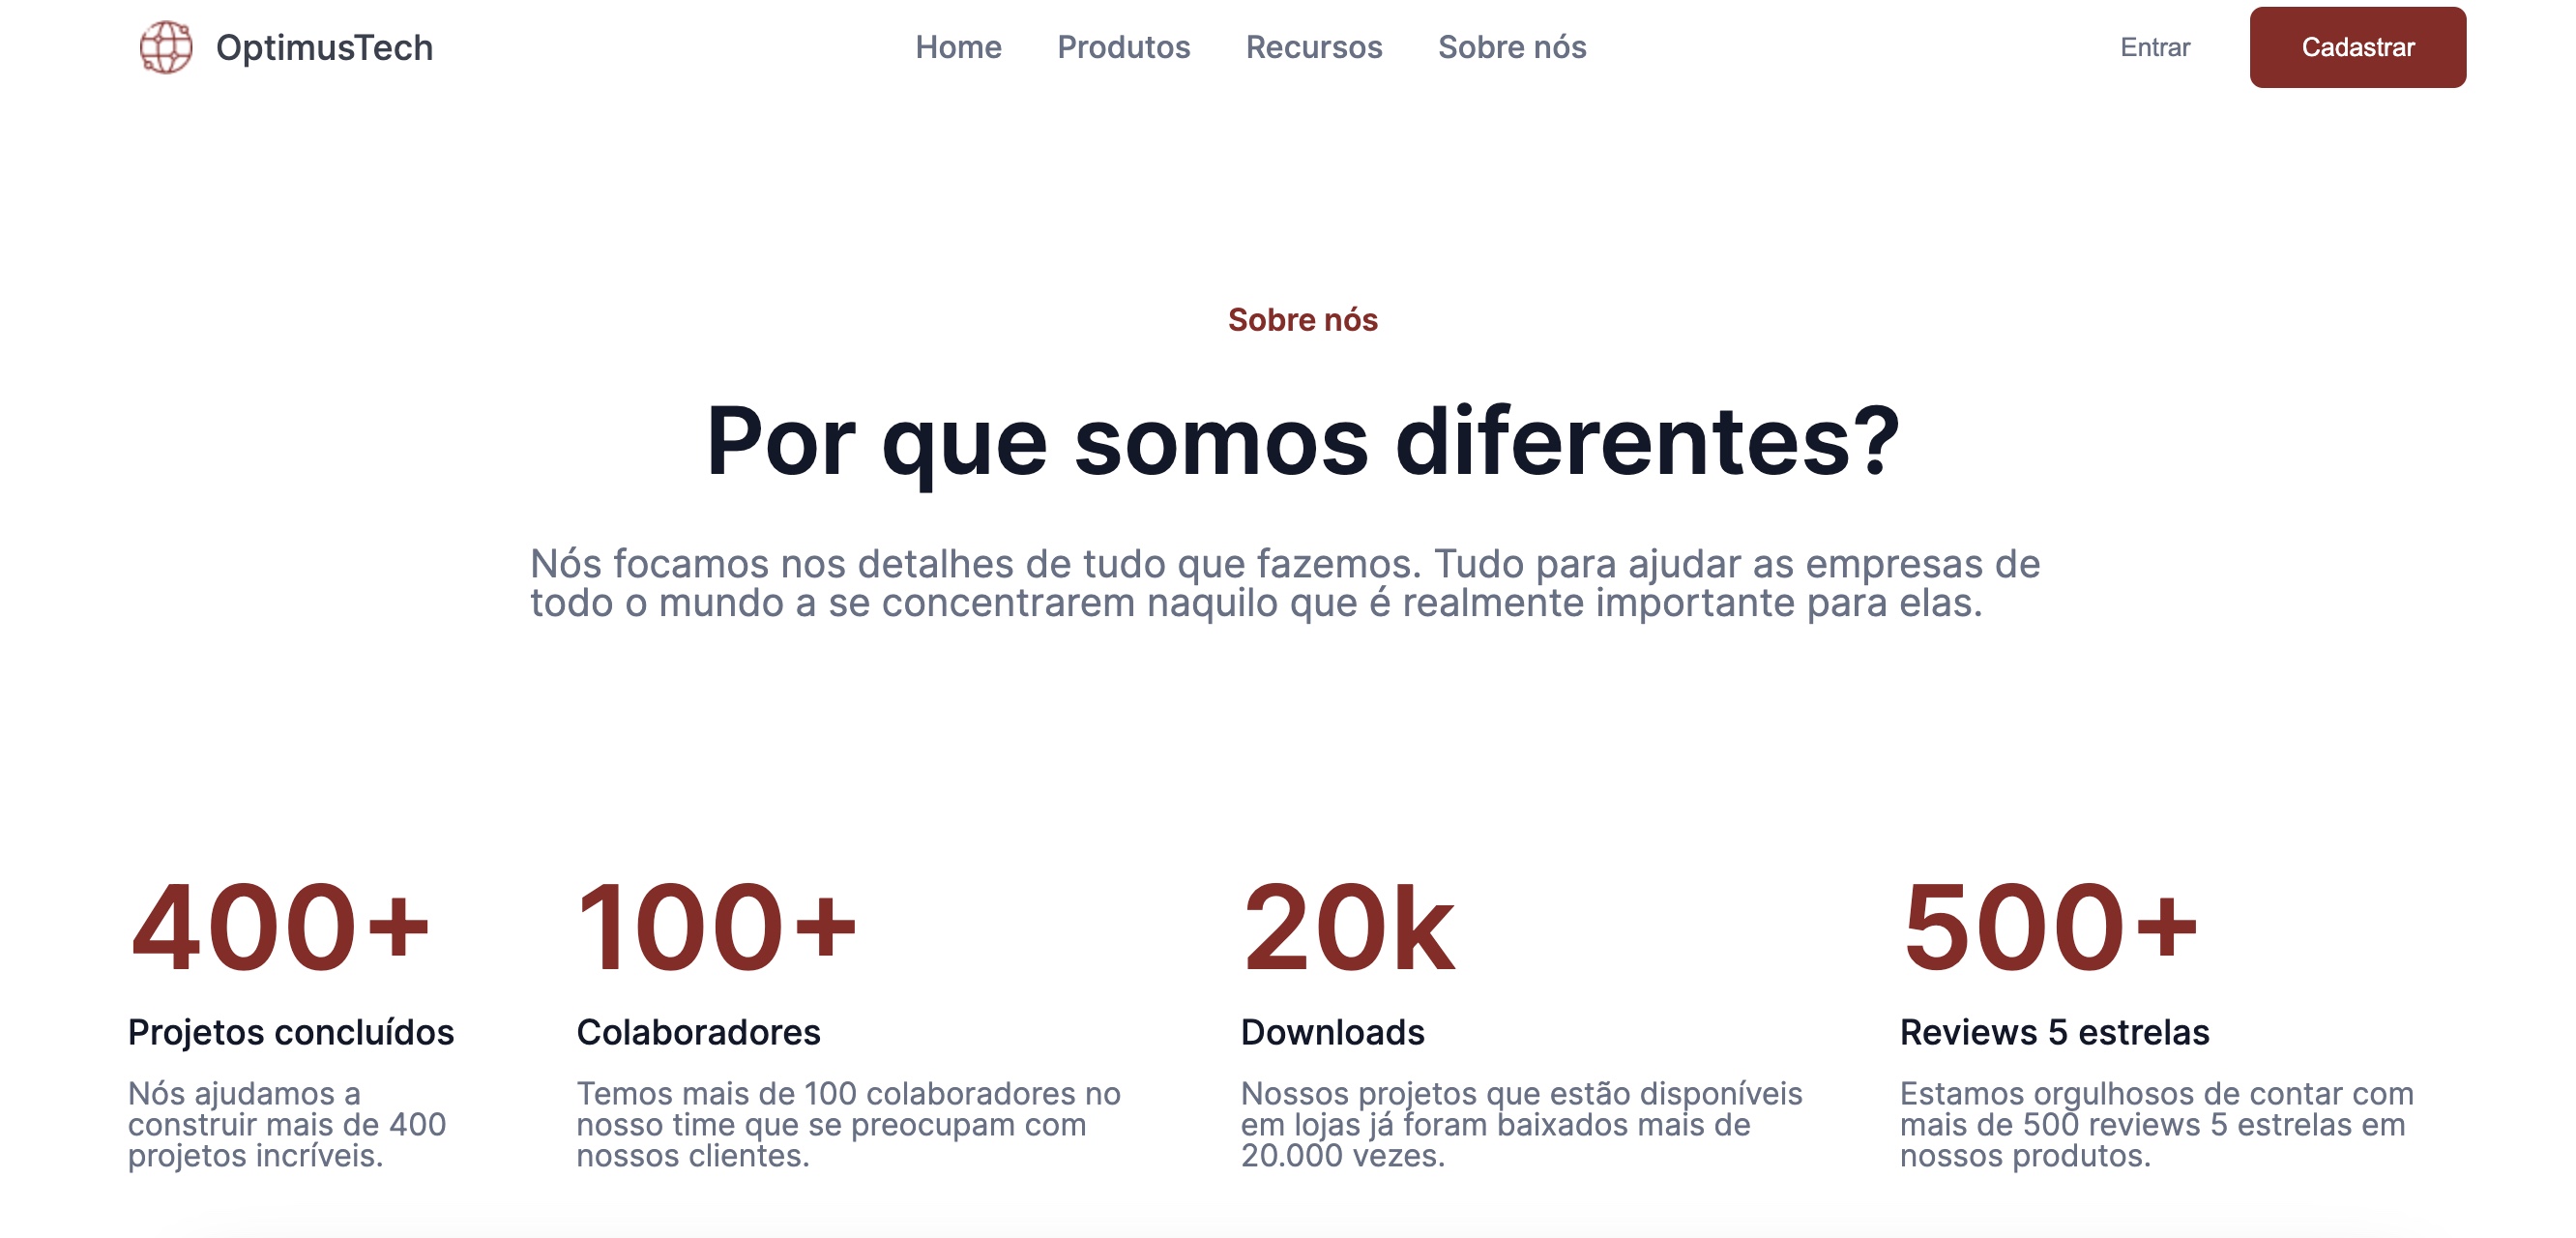 OptimusTech
Home
Produtos
Recursos
Sobre nós
Entrar
Cadastrar
Sobre nós
Por que somos diferentes?
Nós focamos nos detalhes de tudo que fazemos. Tudo para ajudar as empresas de
todo o mundo a se concentrarem naquilo que é realmente importante para elas.
400+
Projetos concluídos
Nós ajudamos a
construir mais de 400
projetos incríveis.
100+
Colaboradores
Temos mais de 100 colaboradores no
nosso time que se preocupam com
nossos clientes.
20k
Downloads
Nossos projetos que estão disponíveis
em lojas já foram baixados mais de
20.000 vezes.
500+
Reviews 5 estrelas
Estamos orgulhosos de contar com
mais de 500 reviews 5 estrelas em
nossos produtos.